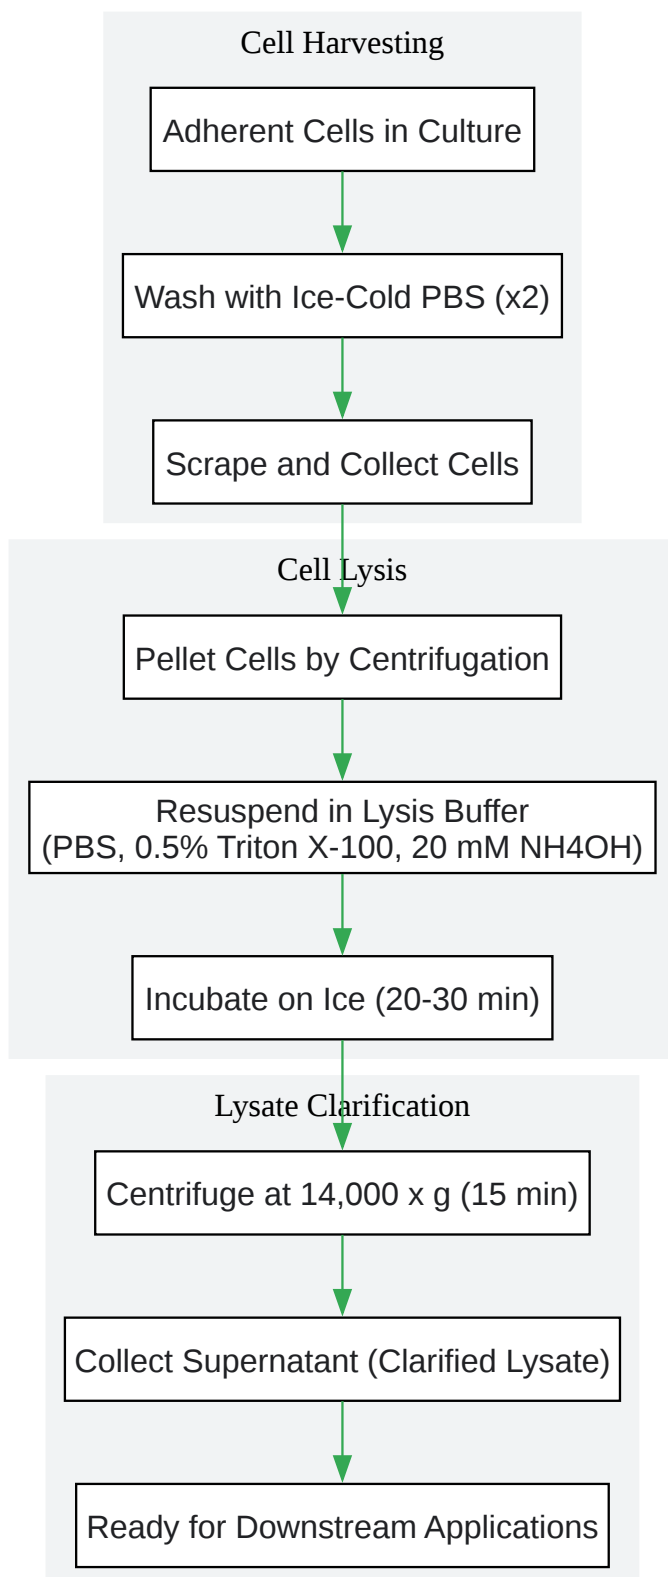 Cell Harvesting
Adherent Cells in Culture
Wash with Ice-Cold PBS (x2)
Scrape and Collect Cells
Cell Lysis
Pellet Cells by Centrifugation
Resuspend in Lysis Buffer
(PBS, 0.5% Triton X-100, 20 mM NH4OH)
Incubate on Ice (20-30 min)
Lysate Clarification
Centrifuge at 14,000 x g (15 min)
Collect Supernatant (Clarified Lysate)
Ready for Downstream Applications